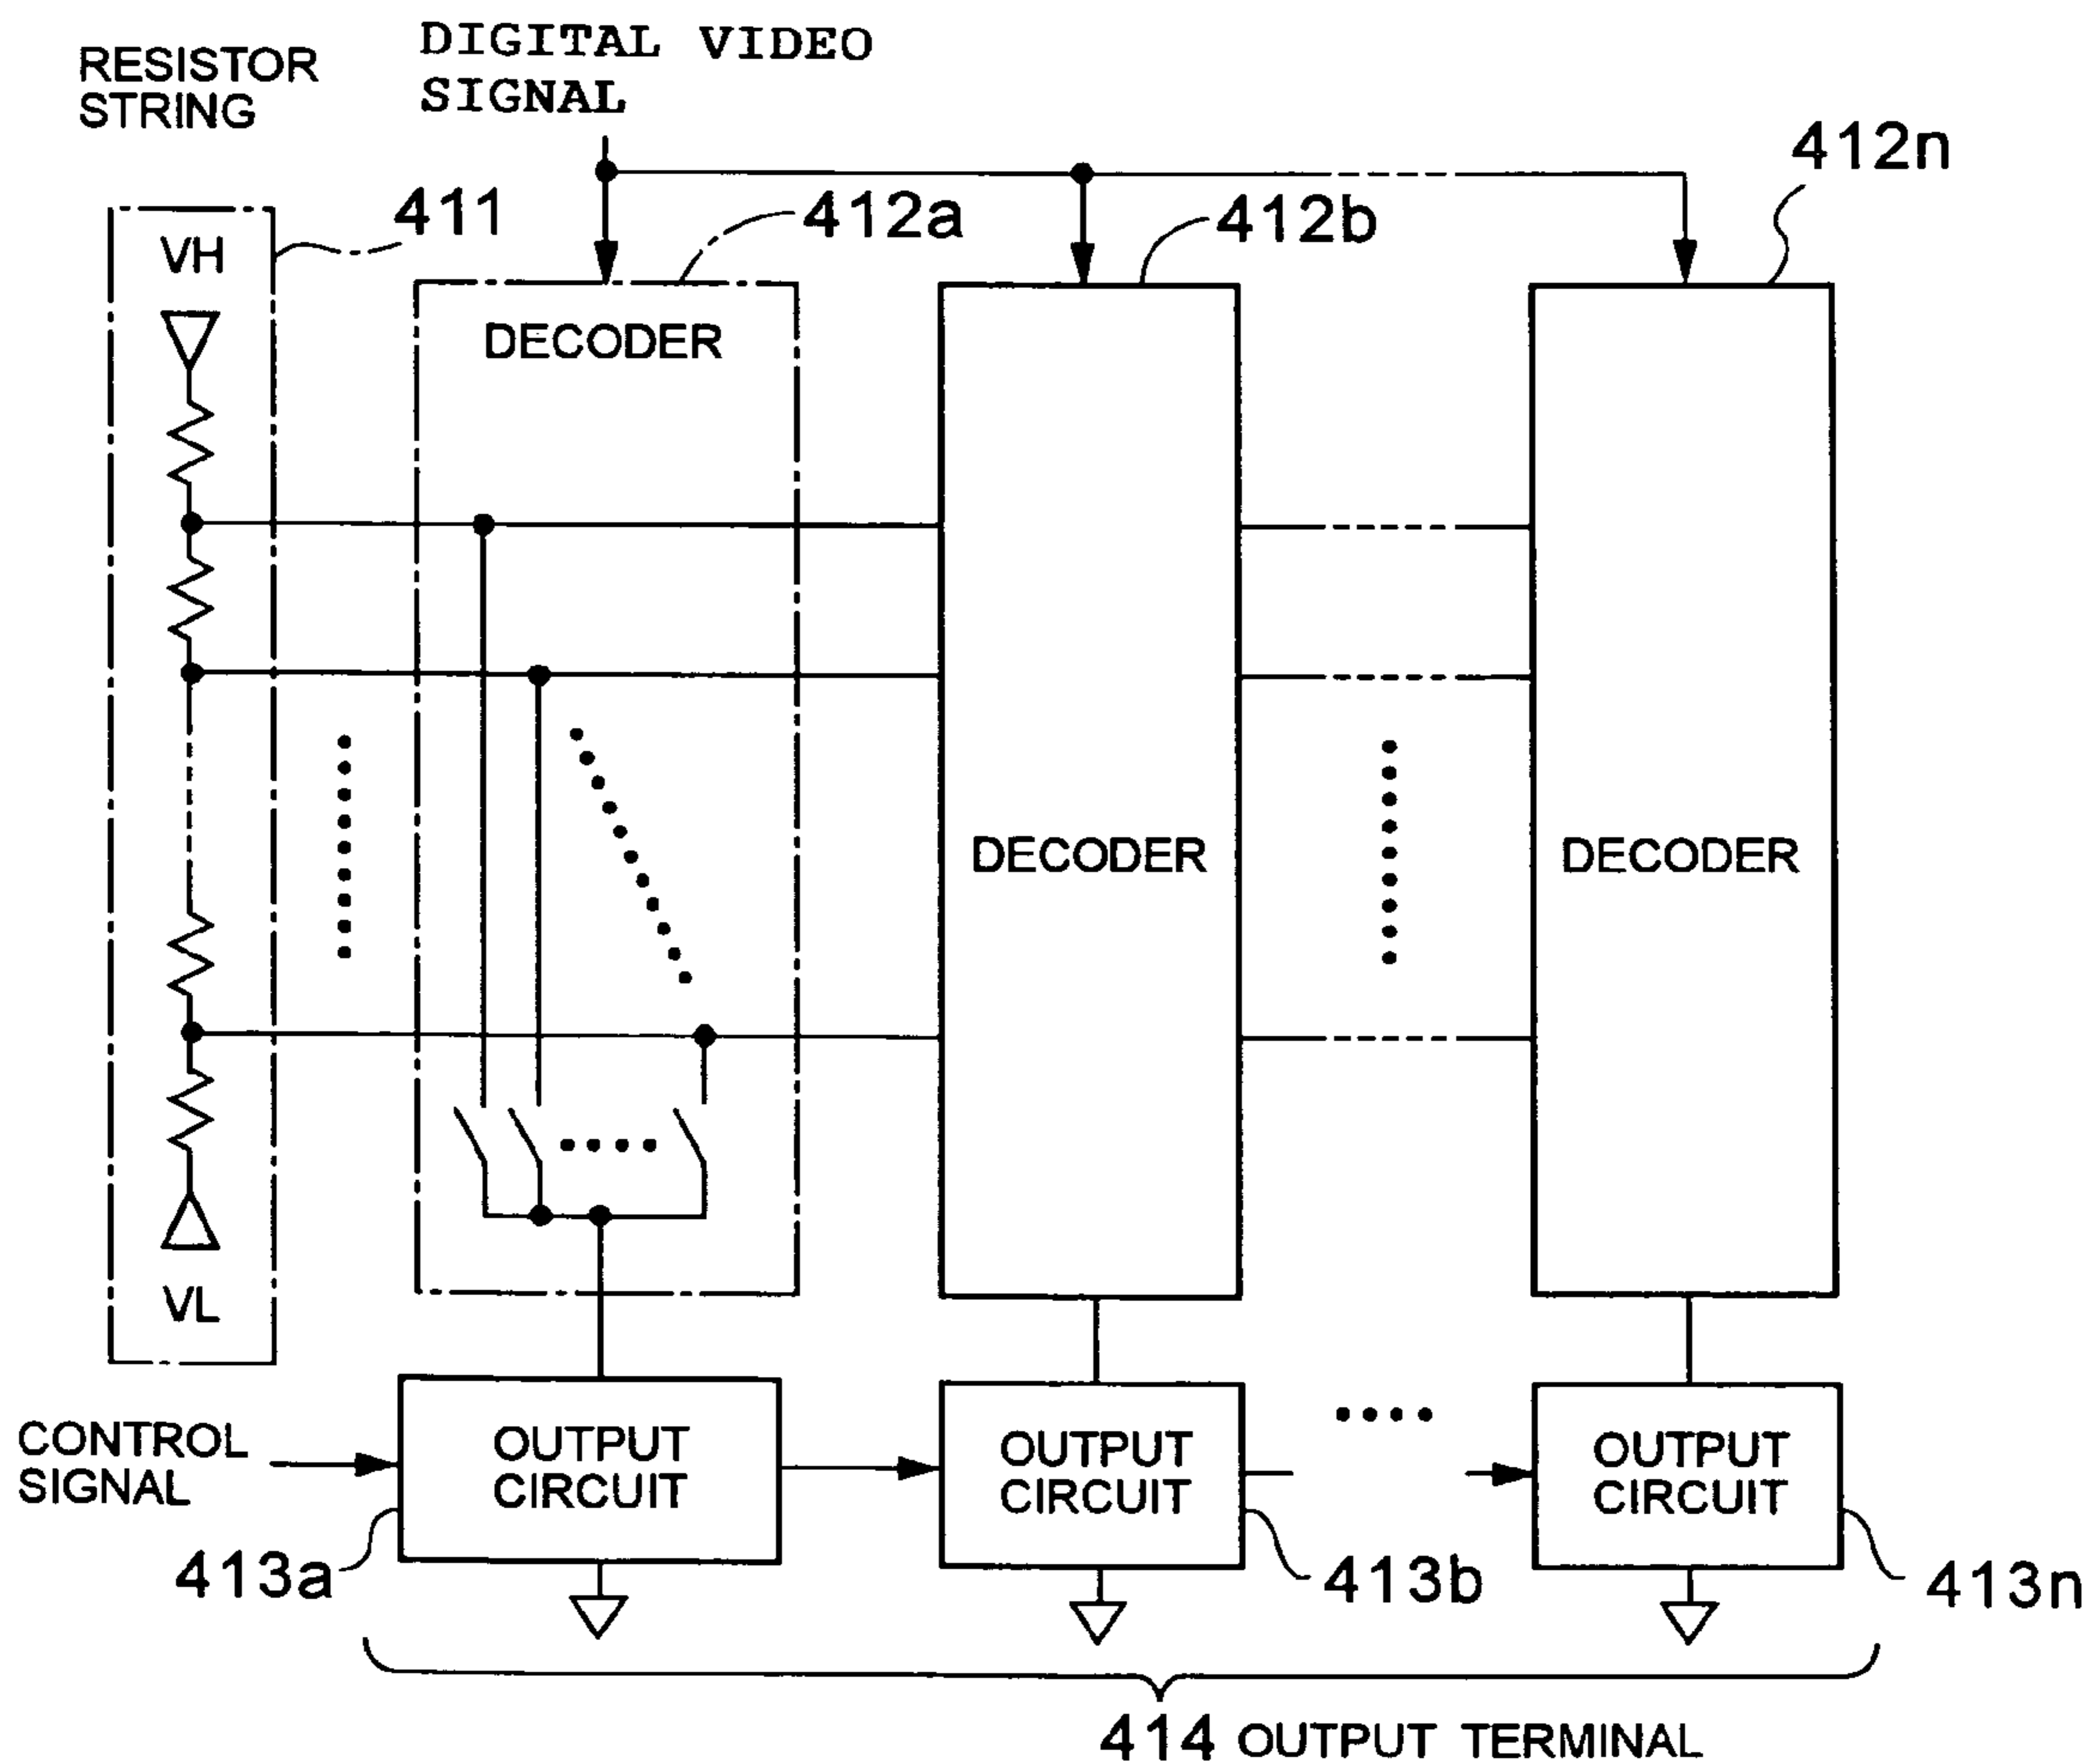 RESISTOR
STRING
DIGITAL VIDEO
SIGNAL
411
412a
412b
412n
VH
DECODER
DECODER
DECODER
VL
CONTROL
SIGNAL
OUTPUT
CIRCUIT
OUTPUT
CIRCUIT
OUTPUT
CIRCUIT
413a
413b
413n
414 OUTPUT TERMINAL